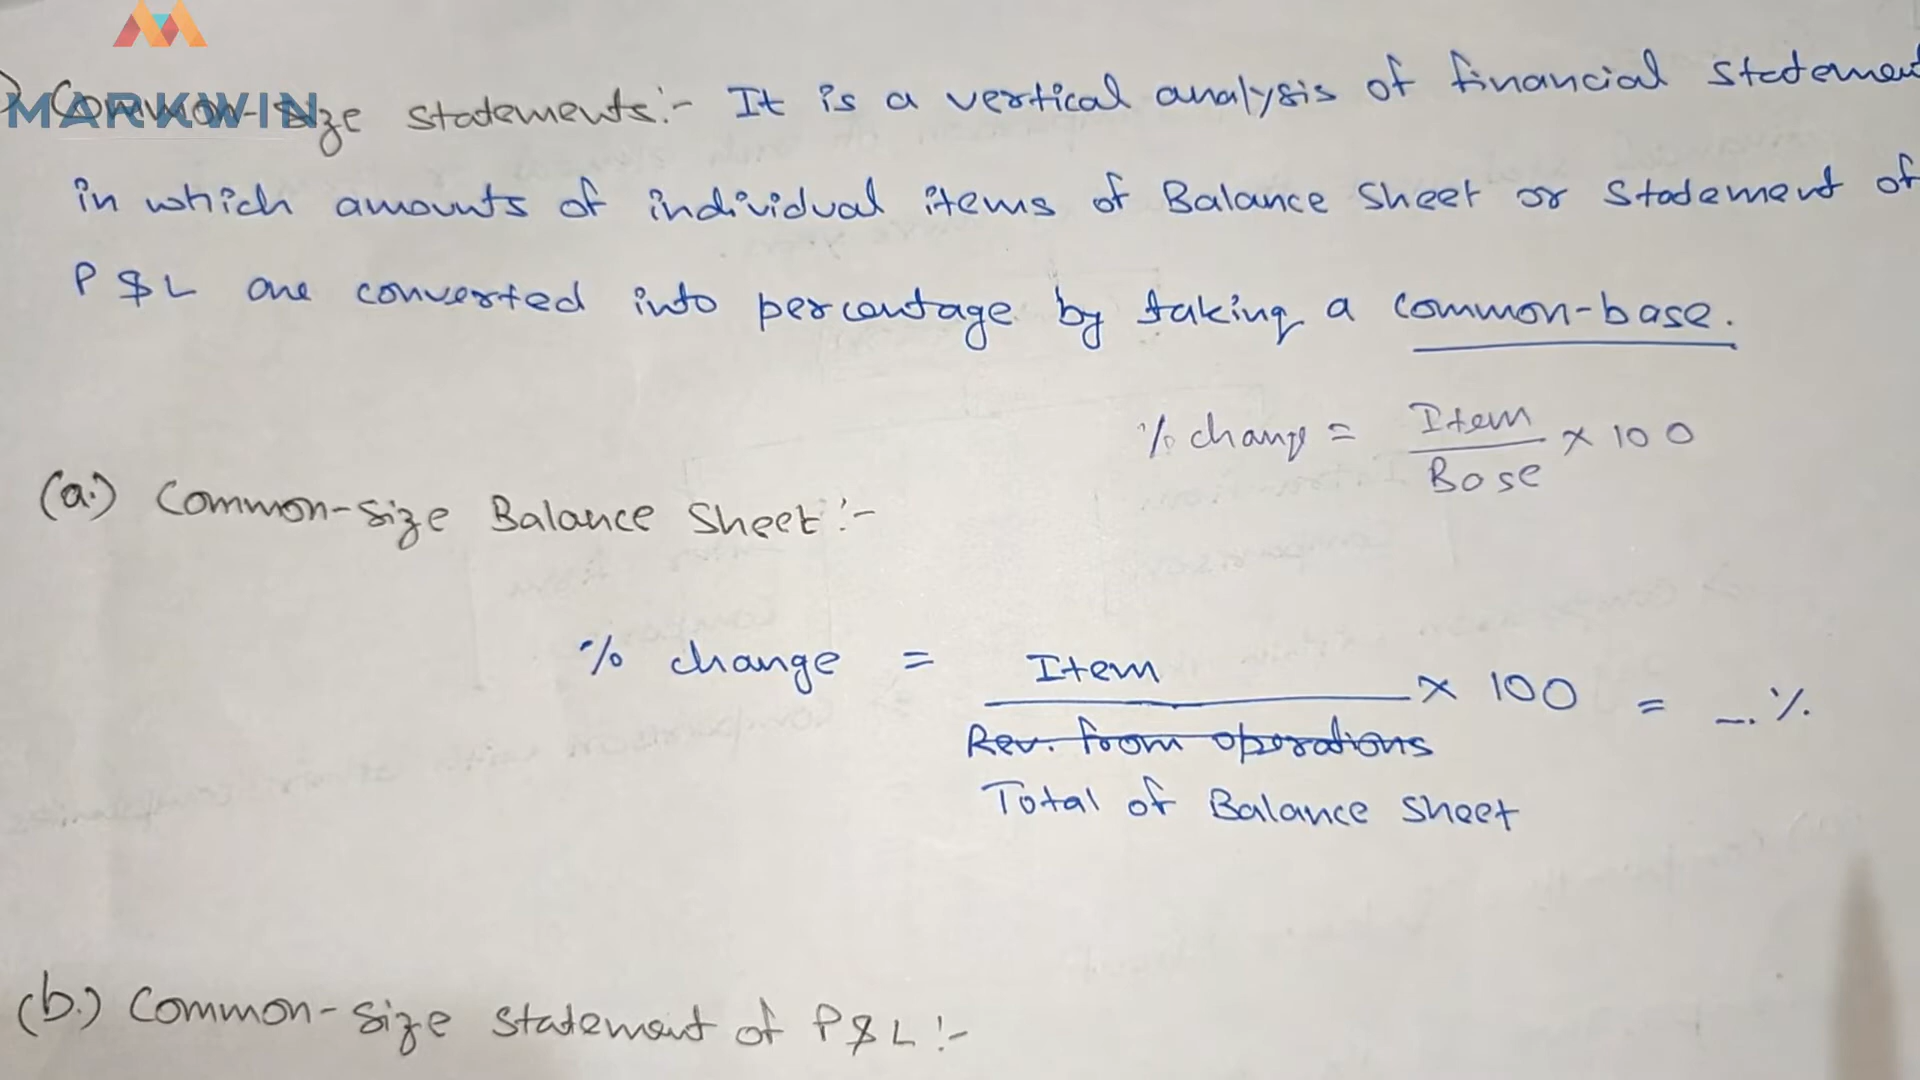 MARKWIN
Common-size statements:- It is a vertical analysis of financial statement
in which amounts of individual items of Balance Sheet or Statement of
P & L are converted into percentage by taking a common-base.
% change = Item / Base × 100
(a.) Common-size Balance Sheet:-
% change = Item × 100 = _.%
Rev. from operations
Total of Balance Sheet
(b.) Common-size statement of P & L:-